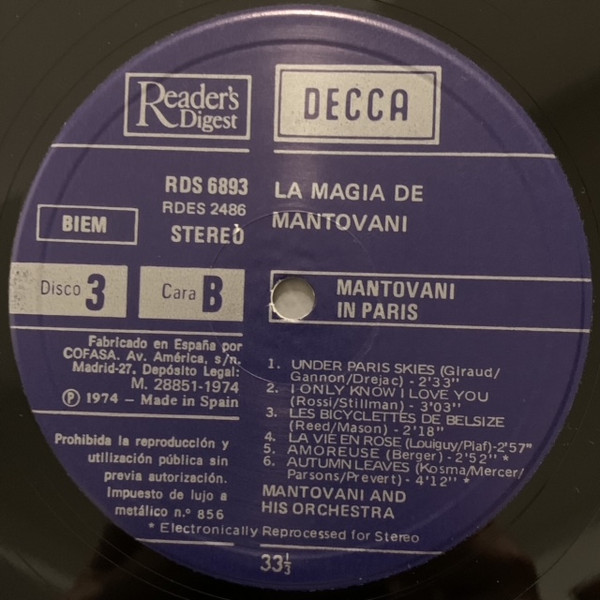 Reader's
Digest
DECCA
RDS 6893
RDES 2486
STEREO
BIEM
LA MAGIA DE
MANTOVANI
Disco 3
Cara B
MANTOVANI
IN PARIS
Fabricado en España por
COFASA. Av. América, s/n.
Madrid-27. Depósito Legal:
M. 28851-1974
Ⓟ 1974 - Made in Spain
Prohibida la reproducción y
utilización pública sin
previa autorización.
Impuesto de lujo a
metálico n.º 856
1. UNDER PARIS SKIES (Giraud/
Gannon/Drejac) - 2'33"
2. I ONLY KNOW I LOVE YOU
(Rossi/Stillman) - 3'03"
3. LES BICYCLETTES DE BELSIZE
(Reed/Mason) - 2'18"
4. LA VIE EN ROSE (Louiguy/Piaf)-2'57"
5. AMOREUSE (Berger) - 2'52" *
6. AUTUMN LEAVES (Kosma/Mercer/
Parsons/Prevert) - 4'12" *
MANTOVANI AND
HIS ORCHESTRA
* Electronically Reprocessed for Stereo
33⅓